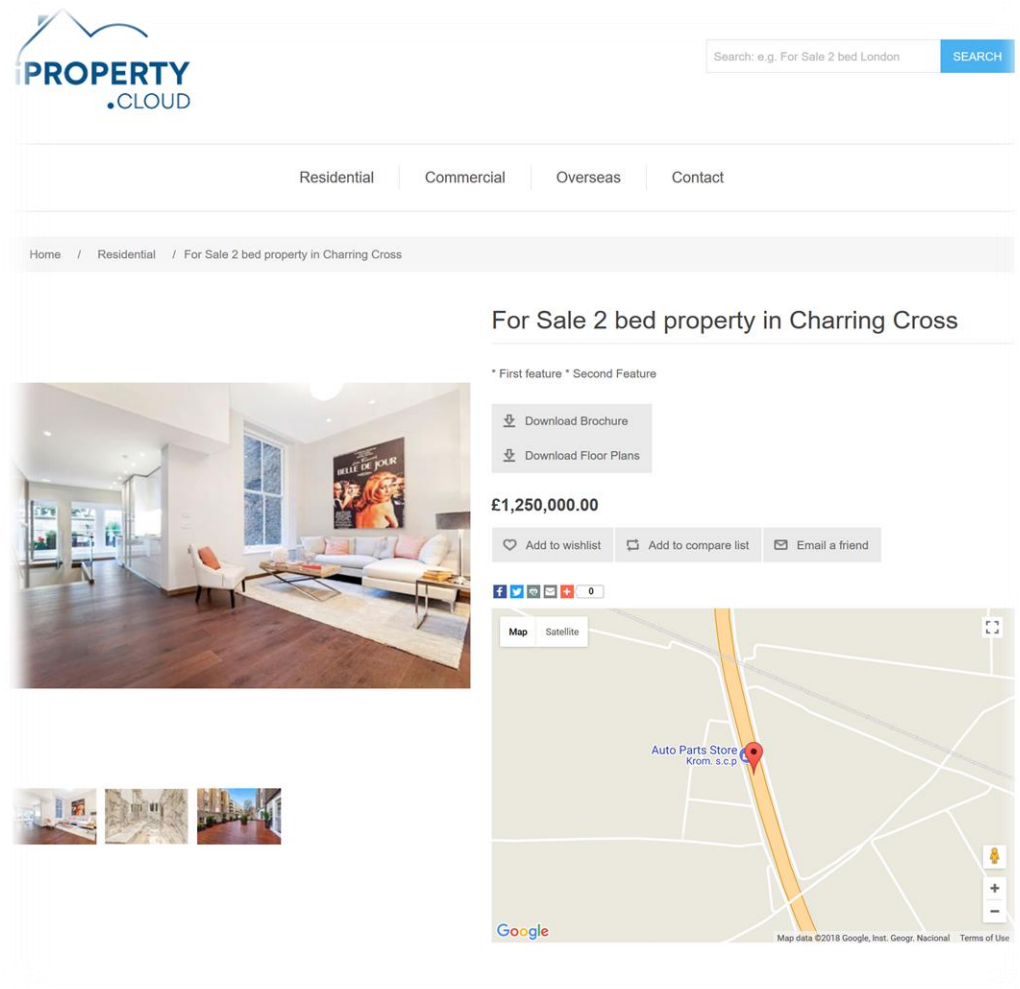 iPROPERTY
.CLOUD
Search: e.g. For Sale 2 bed London
SEARCH
Residential
Commercial
Overseas
Contact
Home / Residential / For Sale 2 bed property in Charring Cross
For Sale 2 bed property in Charring Cross
* First feature * Second Feature
Download Brochure
Download Floor Plans
£1,250,000.00
Add to wishlist
Add to compare list
Email a friend
0
BELLE DE JOUR
Map
Satellite
Auto Parts Store
Krom. s.c.p
Google
Map data ©2018 Google, Inst. Geogr. Nacional
Terms of Use